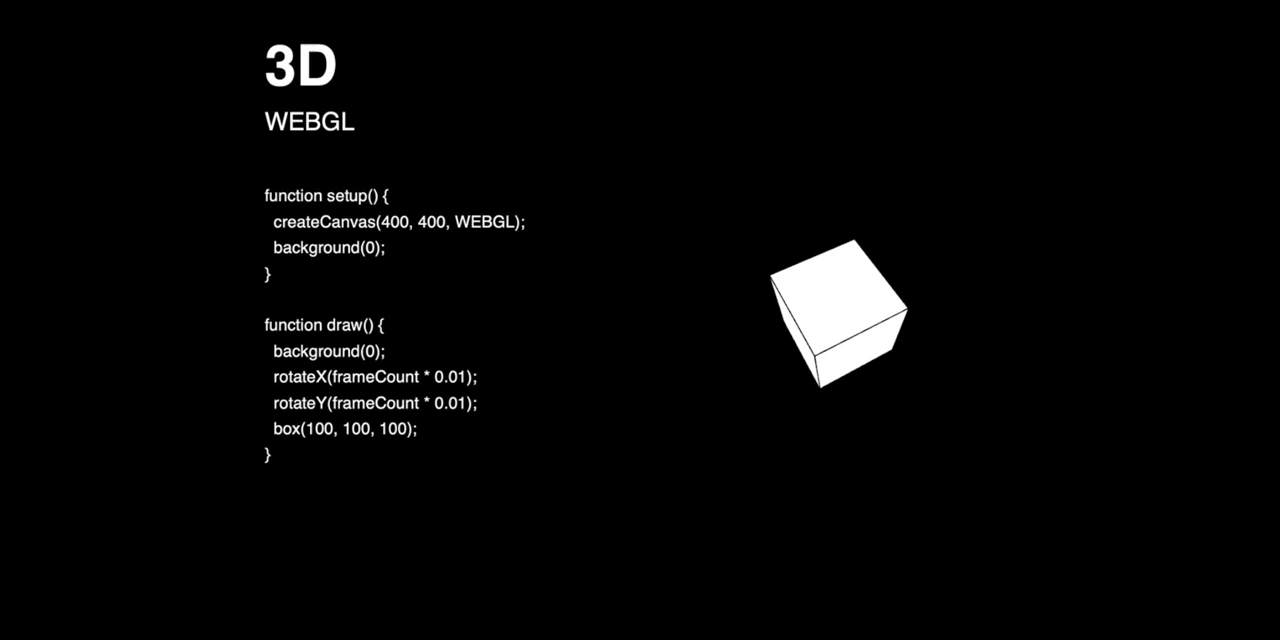 3D
WEBGL
function setup() {
  createCanvas(400, 400, WEBGL);
  background(0);
}
function draw() {
  background(0);
  rotateX(frameCount * 0.01);
  rotateY(frameCount * 0.01);
  box(100, 100, 100);
}